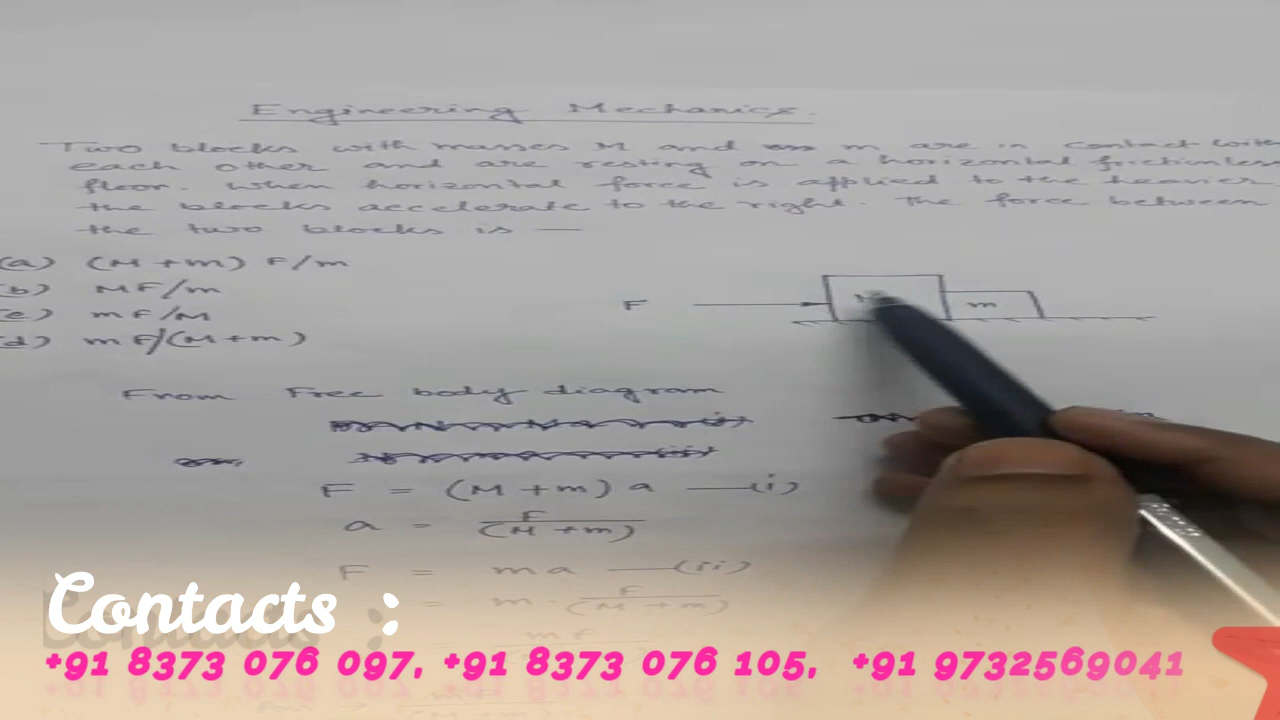 Engineering Mechanics.
Two blocks with masses M and m are in contact with
each other and are resting on a horizontal frictionless
floor. When horizontal force is applied to the heavier
the blocks accelerate to the right. The force between
the two blocks is —
(a) (M+m) F/m
(b) MF/m
(c) mF/M
(d) mF/(M+m)
F
M
m
From Free body diagram
F = (M+m) a —(i)
a = F/(M+m)
F = ma —(ii)
= m. F/(M+m)
= mF
Contacts :
+91 8373 076 097, +91 8373 076 105, +91 9732569041